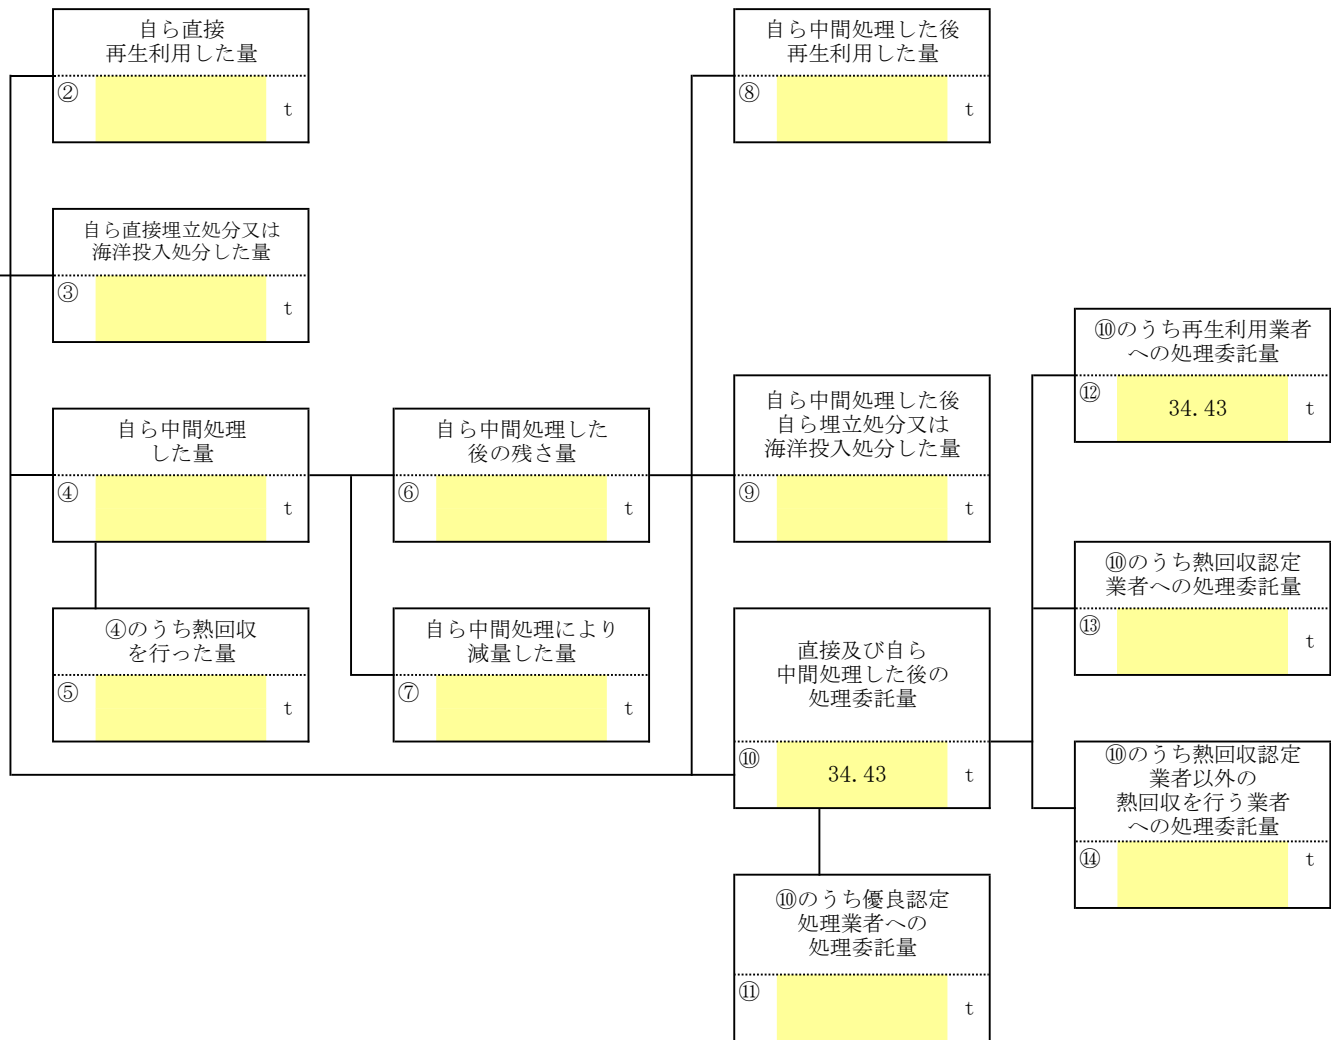 自ら直接
再生利用した量
②
t
自ら中間処理した後
再生利用した量
⑧
t
自ら直接埋立処分又は
海洋投入処分した量
③
t
⑩のうち再生利用業者
への処理委託量
⑫
34.43
t
自ら中間処理
した量
④
t
自ら中間処理した
後の残さ量
⑥
t
自ら中間処理した後
自ら埋立処分又は
海洋投入処分した量
⑨
t
⑩のうち熱回収認定
業者への処理委託量
⑬
t
④のうち熱回収
を行った量
⑤
t
自ら中間処理により
減量した量
⑦
t
直接及び自ら
中間処理した後の
処理委託量
⑩
34.43
t
⑩のうち熱回収認定
業者以外の
熱回収を行う業者
への処理委託量
⑭
t
⑩のうち優良認定
処理業者への
処理委託量
⑪
t